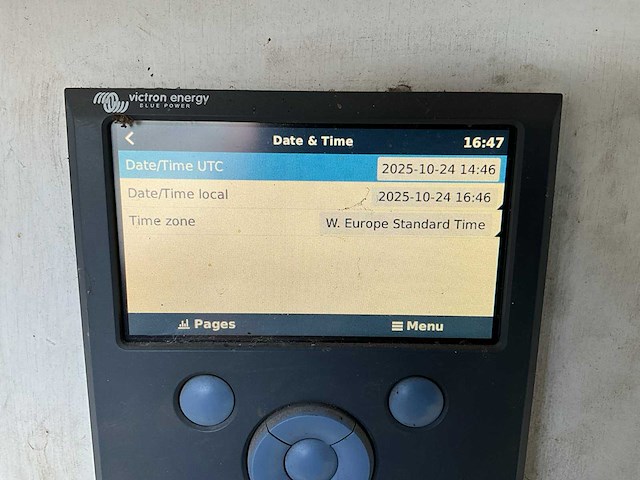 victron energy
BLUE POWER
Date & Time 16:47
Date/Time UTC 2025-10-24 14:46
Date/Time local 2025-10-24 16:46
Time zone W. Europe Standard Time
Pages Menu